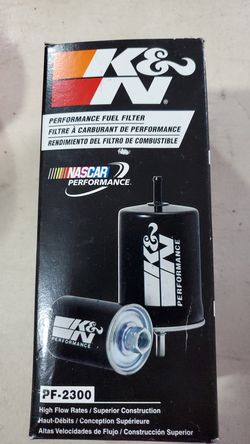 K&N
PERFORMANCE FUEL FILTER
FILTRE À CARBURANT DE PERFORMANCE
RENDIMIENTO DEL FILTRO DE COMBUSTIBLE
NASCAR
PERFORMANCE
K&N
PERFORMANCE
K&N
PERFORMANCE
PF-2300
High Flow Rates / Superior Construction
Haut-Débits / Conception Supérieure
Altas Velocidades de Flujo / Construcción Superior